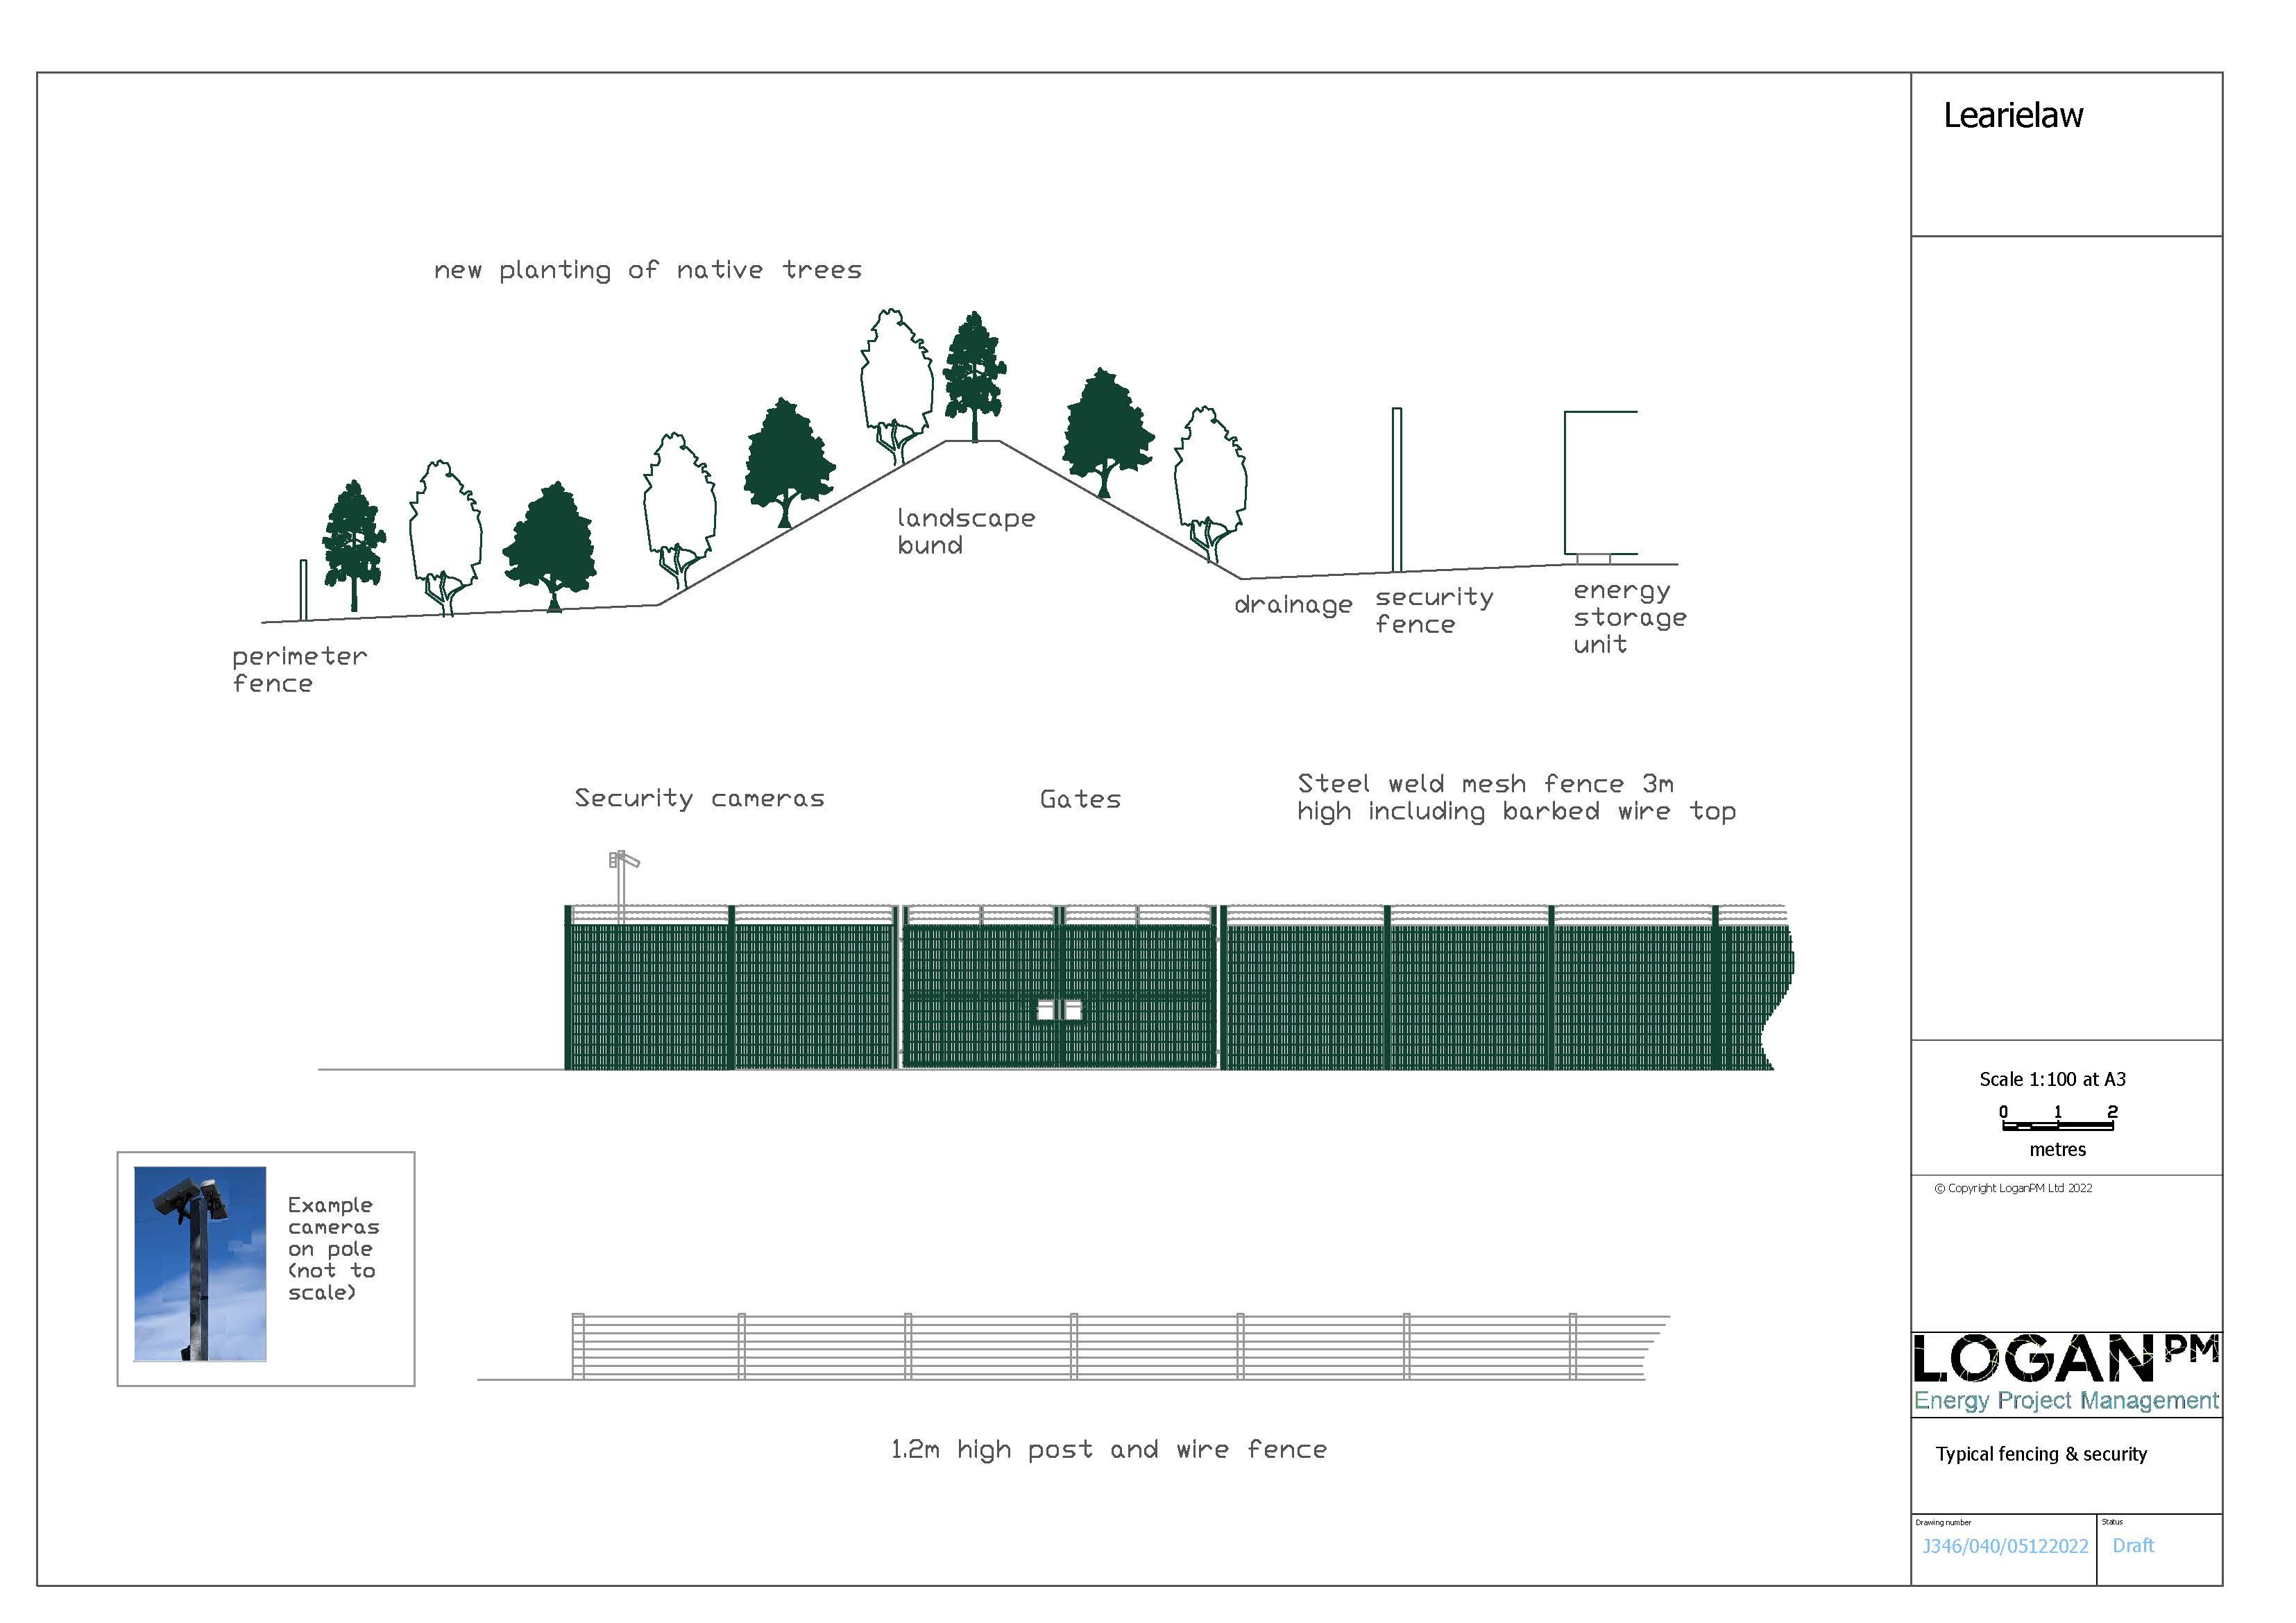 Learielaw
new planting of native trees
landscape
bund
drainage
security
fence
energy
storage
unit
perimeter
fence
Security cameras
Gates
Steel weld mesh fence 3m
high including barbed wire top
Example
cameras
on pole
(not to
scale)
1.2m high post and wire fence
Scale 1:100 at A3
0 1 2
metres
© Copyright LoganPM Ltd 2022
LOGANPM
Energy Project Management
Typical fencing & security
Drawing number
J346/040/05122022
Status
Draft